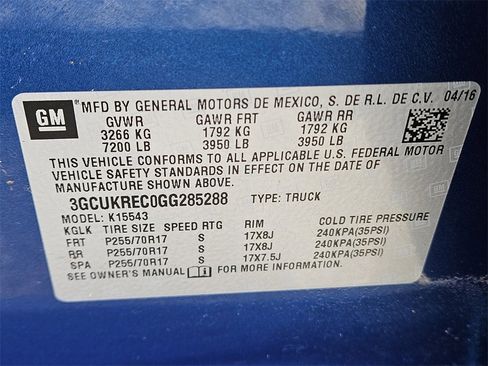 GM MFD BY GENERAL MOTORS DE MEXICO, S. DE R.L. DE C.V. 04/16
GVWR GAWR FRT GAWR RR
3266 KG 1792 KG 1792 KG
7200 LB 3950 LB 3950 LB
THIS VEHICLE CONFORMS TO ALL APPLICABLE U.S. FEDERAL MOTOR
VEHICLE SAFETY STANDARDS IN EFFECT ON THE DATE OF
MANUFACTURE SHOWN ABOVE.
3GCUKREC0GG285288 TYPE: TRUCK
MODEL: K15543
KGLK TIRE SIZE SPEED RTG RIM COLD TIRE PRESSURE
FRT P255/70R17 S 17X8J 240KPA(35PSI)
RR P255/70R17 S 17X8J 240KPA(35PSI)
SPA P255/70R17 S 17X7.5J 240KPA(35PSI)
SEE OWNER'S MANUAL FOR MORE INFORMATION.